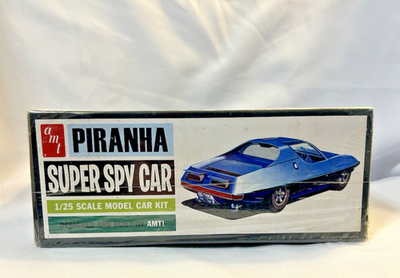 amt
PIRANHA
SUPER SPY CAR
1/25 SCALE MODEL CAR KIT
AMT!